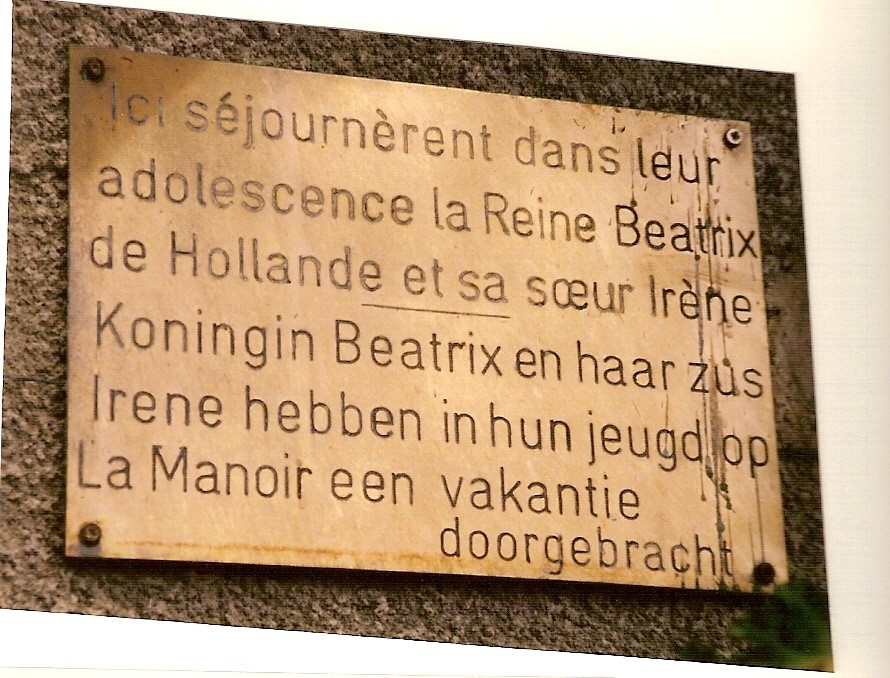 Ici séjournèrent dans leur
adolescence la Reine Beatrix
de Hollande et sa sœur Irène
Koningin Beatrix en haar zus
Irene hebben in hun jeugd op
La Manoir een vakantie
doorgebracht